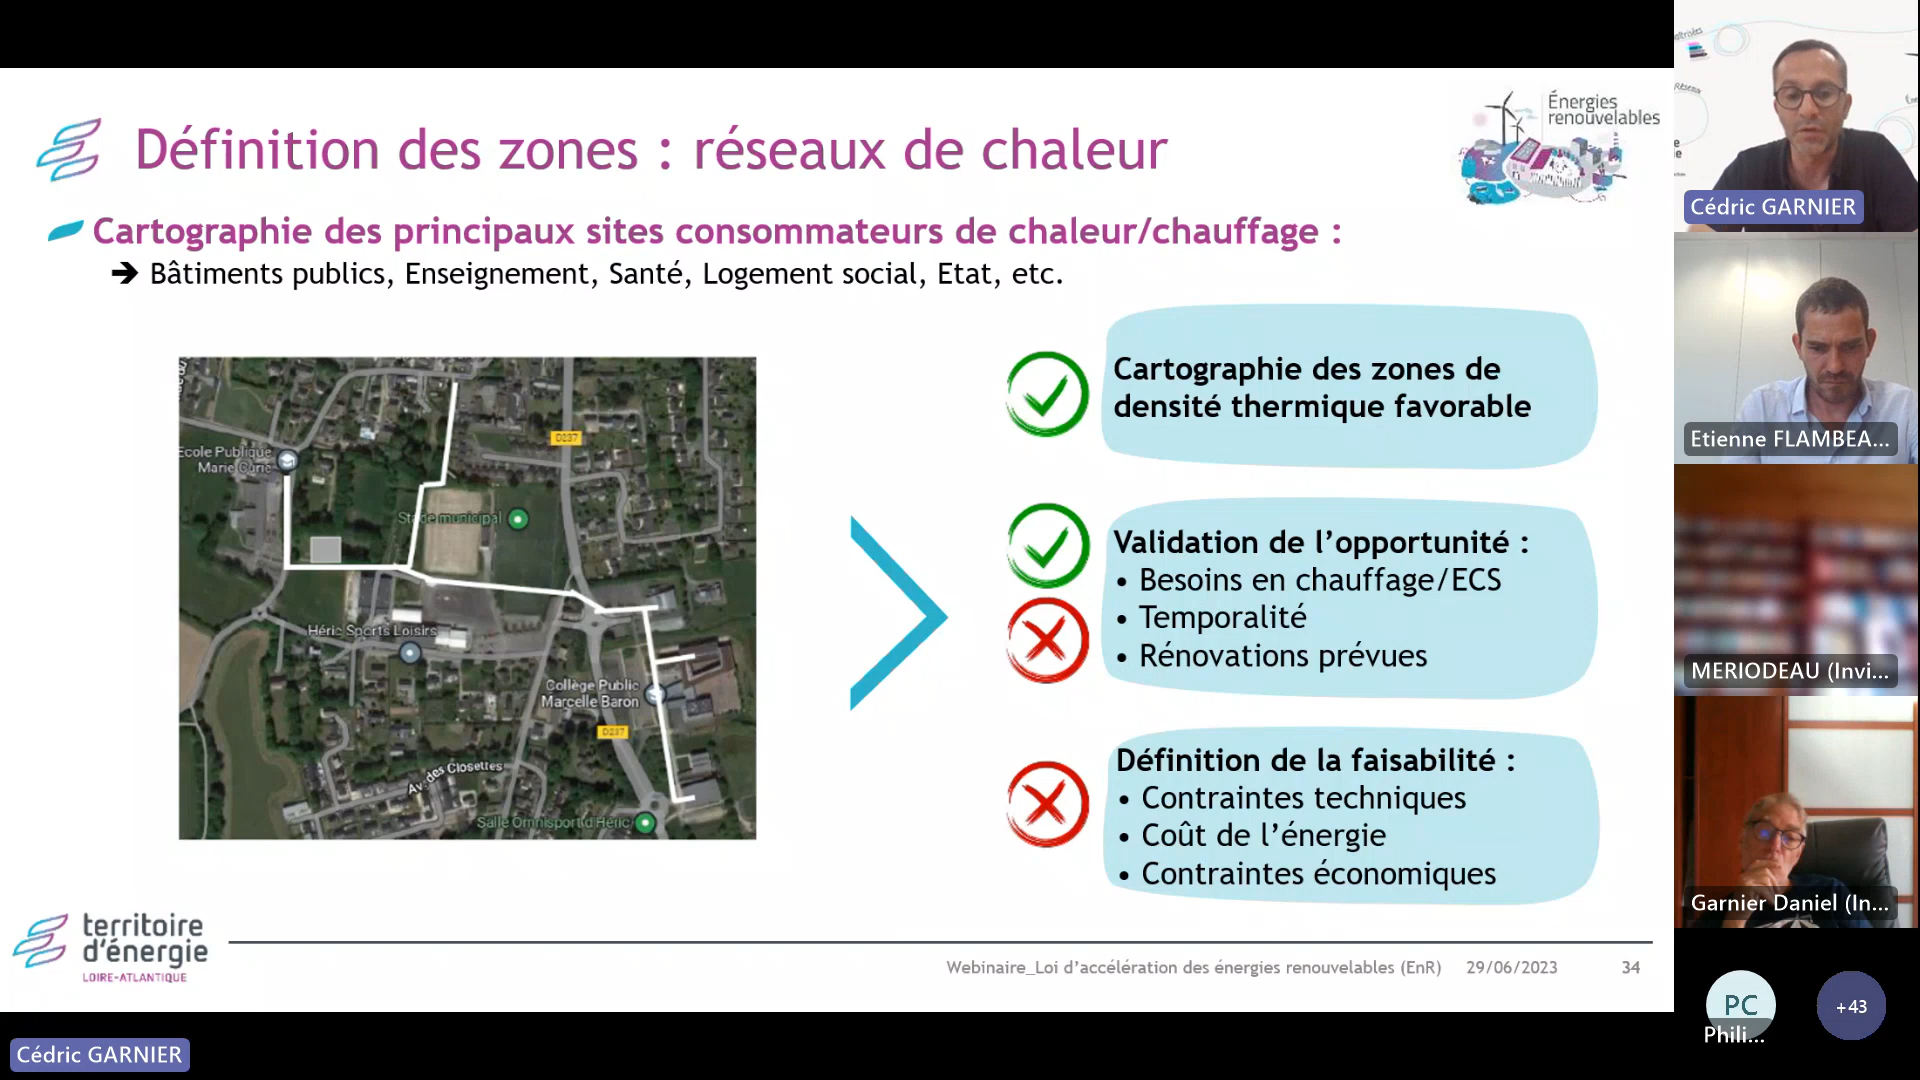 Définition des zones : réseaux de chaleur
Énergies
renouvelables
Cartographie des principaux sites consommateurs de chaleur/chauffage :
➔ Bâtiments publics, Enseignement, Santé, Logement social, Etat, etc.
D237
Ecole Publique
Marie Curie
Stade municipal
Héric Sports Loisirs
Collège Public
Marcelle Baron
D237
Av. des Closettes
Salle Omnisport d'Héric
Cartographie des zones de
densité thermique favorable
Validation de l'opportunité :
• Besoins en chauffage/ECS
• Temporalité
• Rénovations prévues
Définition de la faisabilité :
• Contraintes techniques
• Coût de l'énergie
• Contraintes économiques
territoire
d'énergie
LOIRE-ATLANTIQUE
Webinaire_Loi d'accélération des énergies renouvelables (EnR) 29/06/2023 34
Cédric GARNIER
Cédric GARNIER
Etienne FLAMBEA...
MERIODEAU (Invi...
Garnier Daniel (In...
PC
Phili...
+43